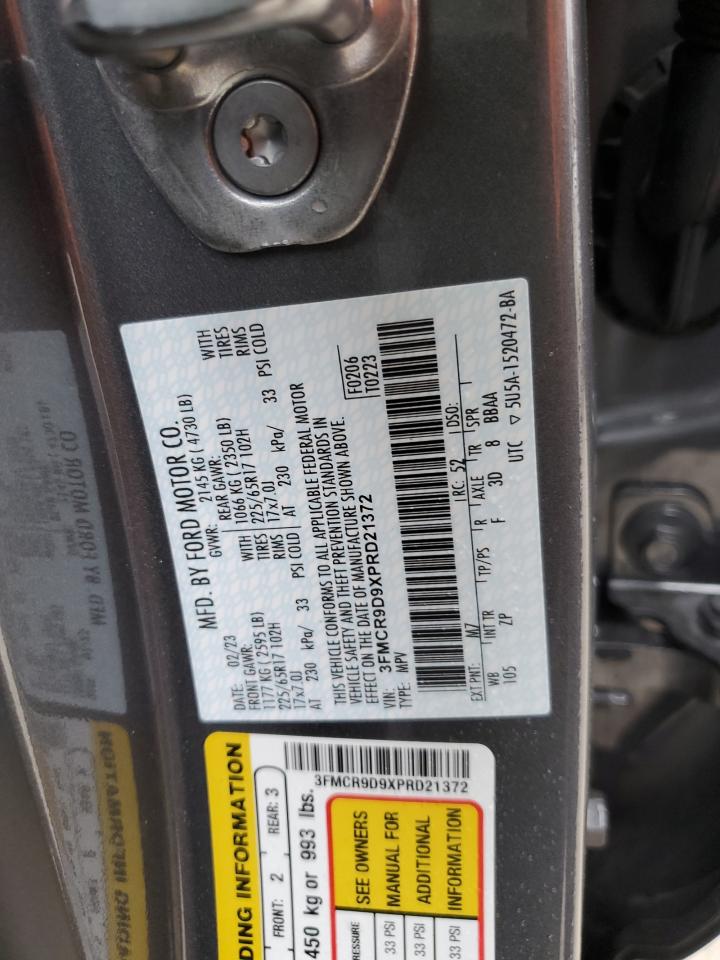 MFD. BY FORD MOTOR CO.
DATE: 02/23 GVWR: 2145 KG ( 4730 LB)
FRONT GAWR: REAR GAWR:
1177 KG ( 2595 LB) WITH 1066 KG ( 2350 LB) WITH
225/65R17 102H TIRES 225/65R17 102H TIRES
17x7.0J RIMS 17x7.0J RIMS
AT 230 kPa/ 33 PSI COLD AT 230 kPa/ 33 PSI COLD
THIS VEHICLE CONFORMS TO ALL APPLICABLE FEDERAL MOTOR
VEHICLE SAFETY AND THEFT PREVENTION STANDARDS IN
EFFECT ON THE DATE OF MANUFACTURE SHOWN ABOVE.
F0206
T0223
VIN: 3FMCR9D9XPRD21372
TYPE: MPV
EXT PNT: M7 RC: 52 DSO:
WB INT TR TP/PS R AXLE TR SPR
105 ZP F 3D 8 BBAA
UTC ▽ 5U5A-1520472-BA
DING INFORMATION
FRONT: 2 REAR: 3
450 kg or 993 lbs.
3FMCR9D9XPRD21372
SEE OWNERS
MANUAL FOR
ADDITIONAL
INFORMATION
33 PSI
33 PSI
33 PSI